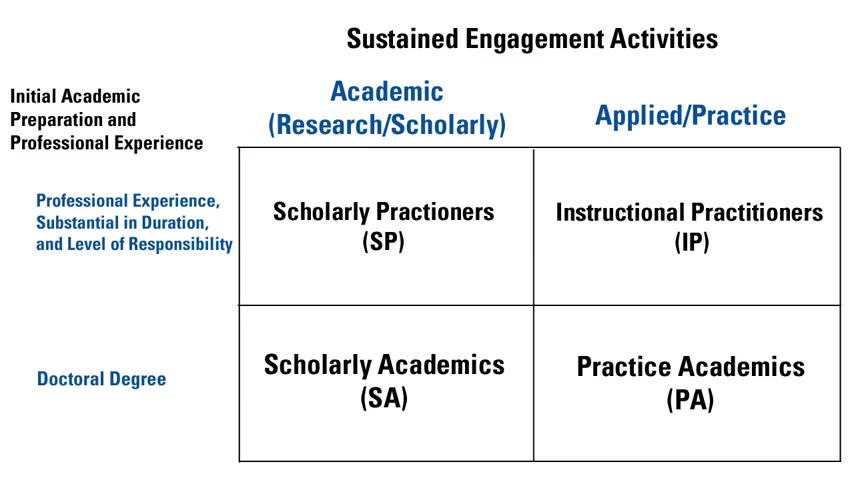 Sustained Engagement Activities
Initial Academic
Preparation and
Professional Experience
Academic
(Research/Scholarly)
Applied/Practice
Professional Experience,
Substantial in Duration,
and Level of Responsibility
Scholarly Practioners
(SP)
Instructional Practitioners
(IP)
Doctoral Degree
Scholarly Academics
(SA)
Practice Academics
(PA)